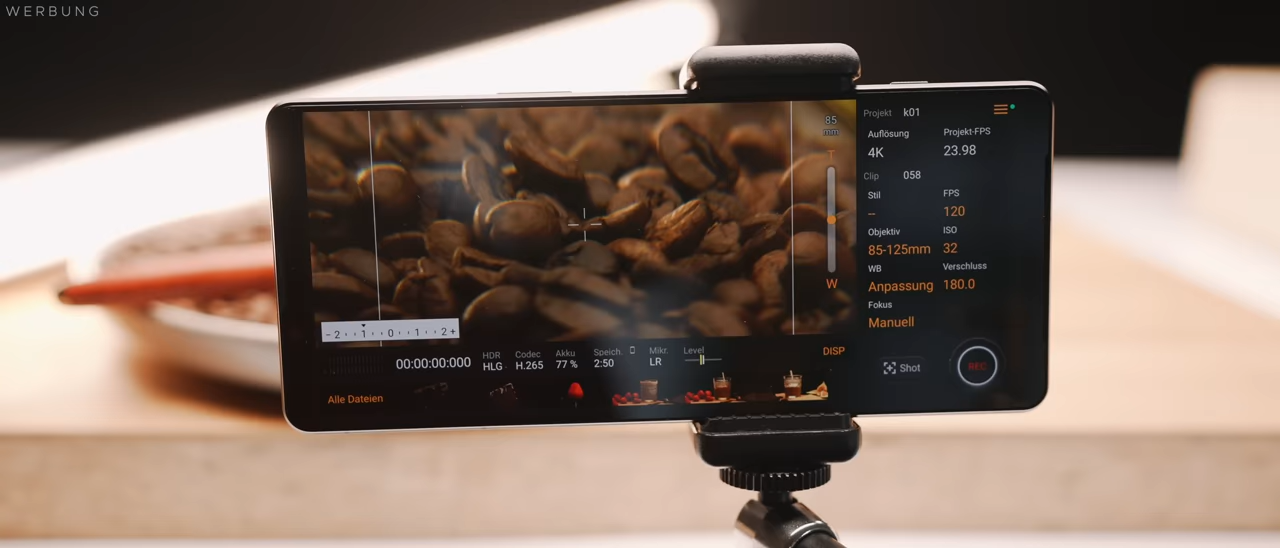 WERBUNG
Projekt k01
Auflösung Projekt-FPS
4K 23.98
Clip 058
Stil FPS
-- 120
Objektiv ISO
85-125mm 32
WB Verschluss
Anpassung 180.0
Fokus
Manuell
Shot REC
85
mm
T
W
-2 1 0 1 2+
00:00:00:000
HDR Codec Akku Speich. Mikr. Level
HLG H.265 77 % 2:50 LR
DISP
Alle Dateien